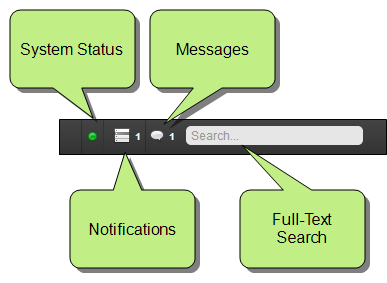 System Status
Messages
1
1
Search...
Notifications
Full-Text
Search